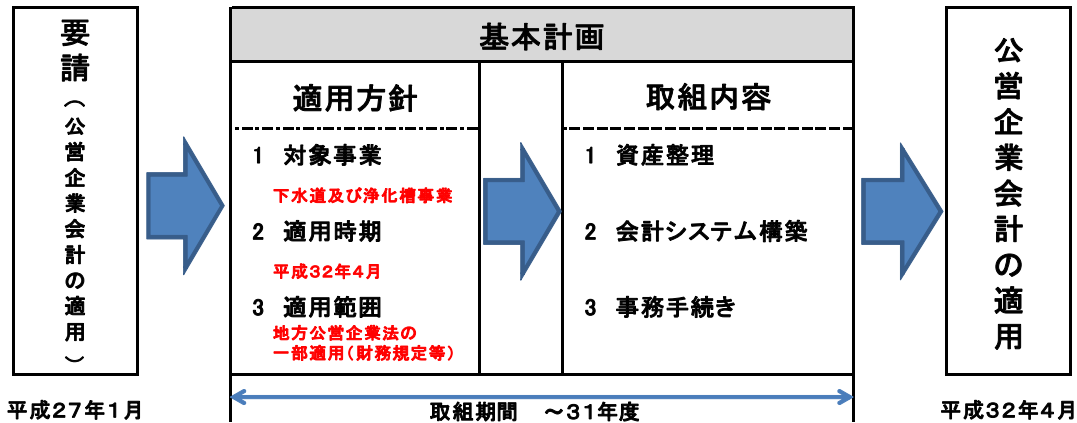 要請（公営企業会計の適用）
平成27年1月
基本計画
適用方針
1 対象事業
下水道及び浄化槽事業
2 適用時期
平成32年4月
3 適用範囲
地方公営企業法の
一部適用（財務規定等）
取組内容
1 資産整理
2 会計システム構築
3 事務手続き
取組期間 ～31年度
公営企業会計の適用
平成32年4月